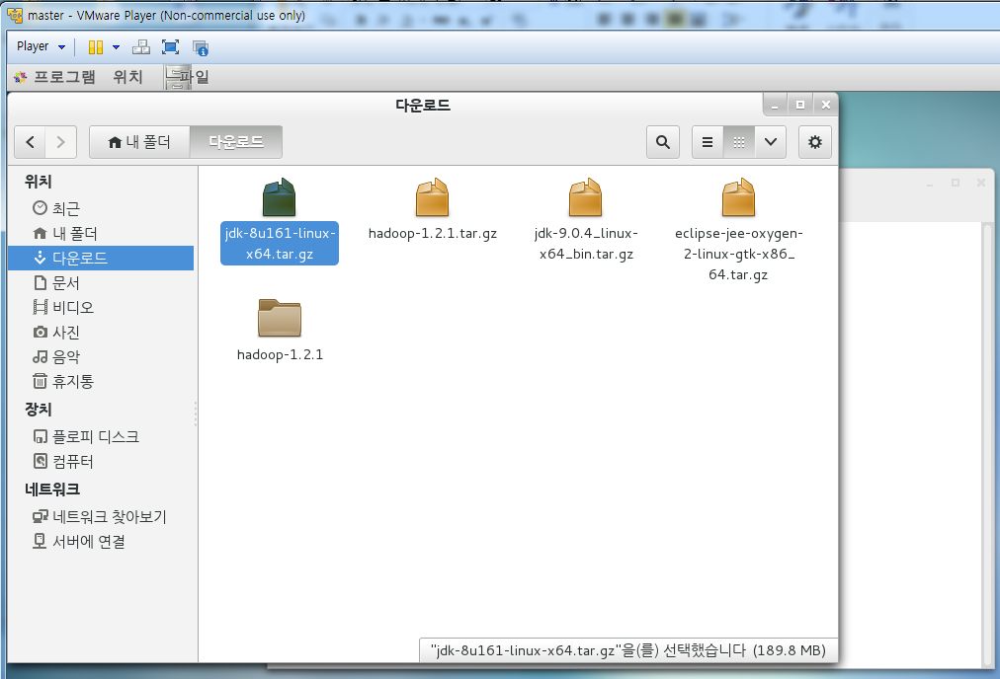 master - VMware Player (Non-commercial use only)
Player
프로그램 위치 파일
다운로드
내 폴더 다운로드
위치
최근
내 폴더
다운로드
문서
비디오
사진
음악
휴지통
장치
플로피 디스크
컴퓨터
네트워크
네트워크 찾아보기
서버에 연결
jdk-8u161-linux-
x64.tar.gz
hadoop-1.2.1.tar.gz
jdk-9.0.4_linux-
x64_bin.tar.gz
eclipse-jee-oxygen-
2-linux-gtk-x86_
64.tar.gz
hadoop-1.2.1
"jdk-8u161-linux-x64.tar.gz"을(를) 선택했습니다 (189.8 MB)